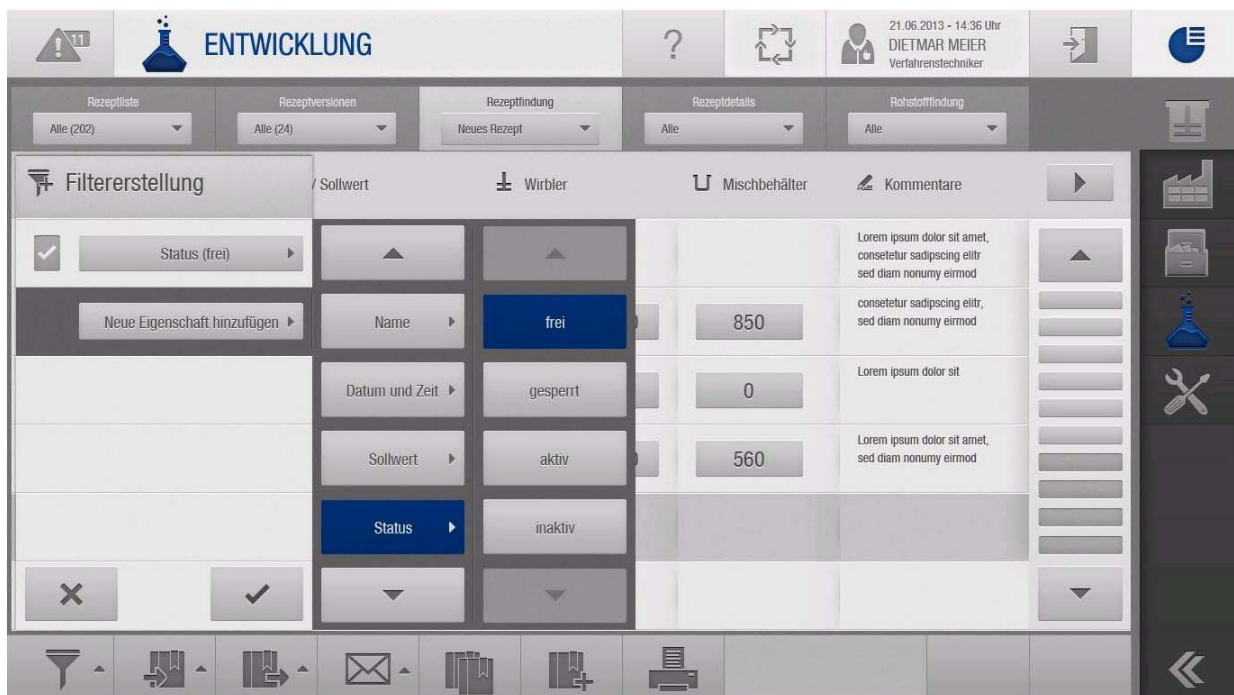 11
ENTWICKLUNG
?
21.06.2013 - 14:36 Uhr
DIETMAR MEIER
Verfahrenstechniker
Rezeptliste
Alle (202)
Rezeptversionen
Alle (24)
Rezeptfindung
Neues Rezept
Rezeptdetails
Alle
Rohstofffindung
Alle
Filtererstellung
/ Sollwert
Wirbler
Mischbehälter
Kommentare
Status (frei)
Lorem ipsum dolor sit amet,
consetetur sadipscing elitr
sed diam nonumy eirmod
Neue Eigenschaft hinzufügen
Name
frei
850
consetetur sadipscing elitr,
sed diam nonumy eirmod
Datum und Zeit
gesperrt
0
Lorem ipsum dolor sit
Sollwert
aktiv
560
Lorem ipsum dolor sit amet,
sed diam nonumy eirmod
Status
inaktiv